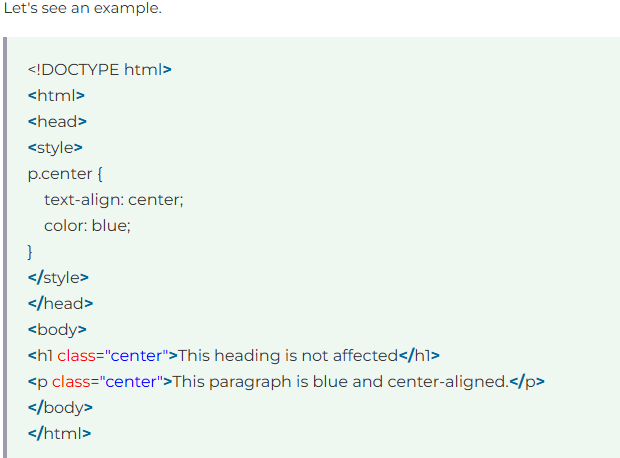 Let's see an example.
<!DOCTYPE html>
<html>
<head>
<style>
p.center {
    text-align: center;
    color: blue;
}
</style>
</head>
<body>
<h1 class="center">This heading is not affected</h1>
<p class="center">This paragraph is blue and center-aligned.</p>
</body>
</html>